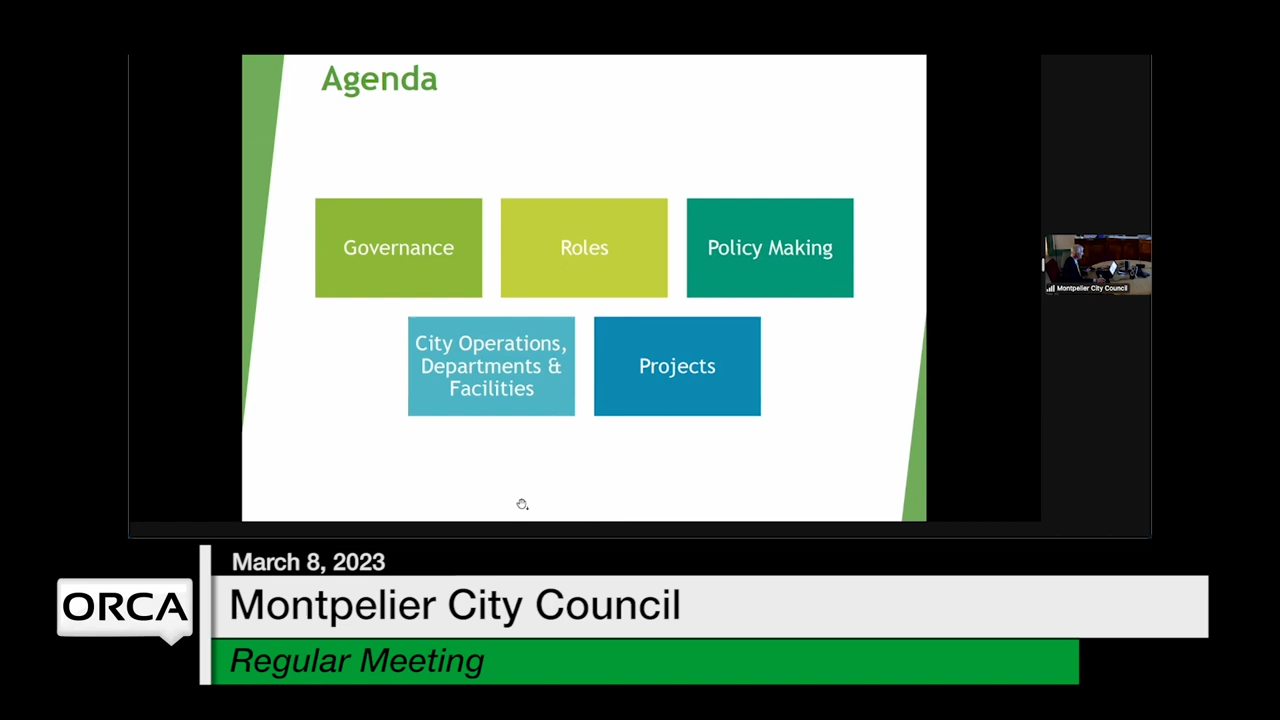 Agenda
Governance
Roles
Policy Making
City Operations,
Departments &
Facilities
Projects
Montpelier City Council
March 8, 2023
ORCA
Montpelier City Council
Regular Meeting